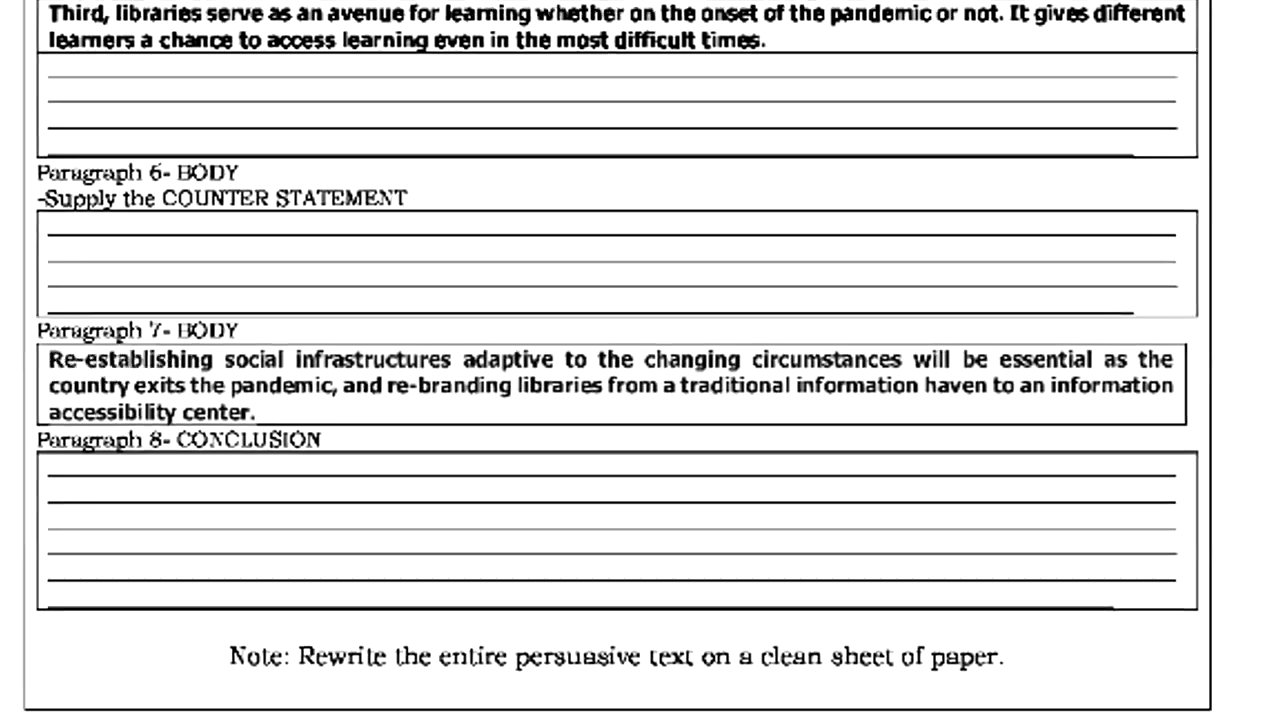 Third, libraries serve as an avenue for learning whether on the onset of the pandemic or not. It gives different
learners a chance to access learning even in the most difficult times.
Paragraph 6- BODY
-Supply the COUNTER STATEMENT
Paragraph 7- BODY
Re-establishing social infrastructures adaptive to the changing circumstances will be essential as the
country exits the pandemic, and re-branding libraries from a traditional information haven to an information
accessibility center.
Paragraph 8- CONCLUSION
Note: Rewrite the entire persuasive text on a clean sheet of paper.